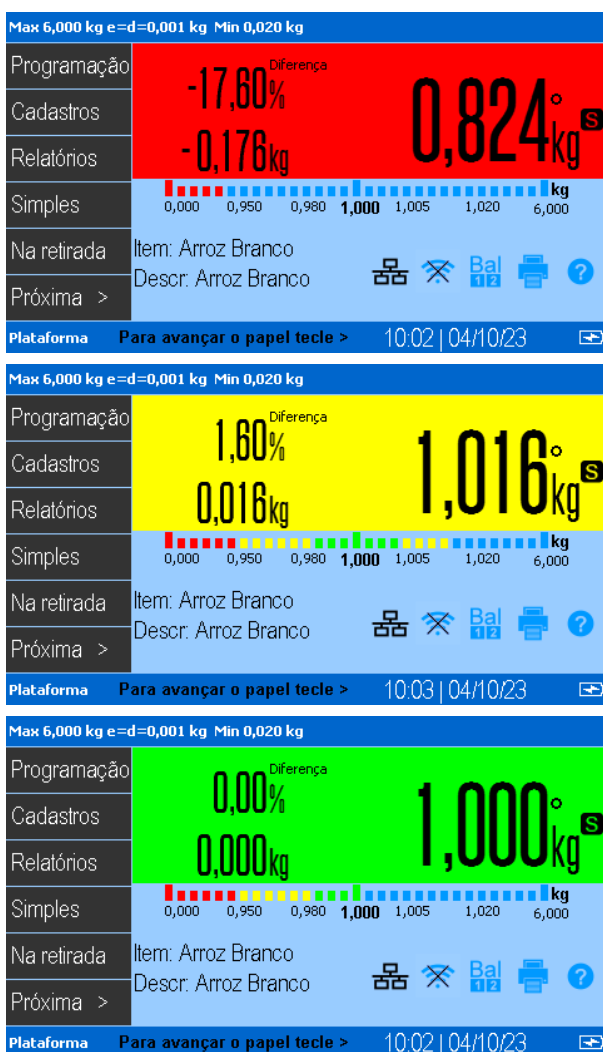 Max 6,000 kg e=d=0,001 kg Min 0,020 kg
Programação
Cadastros
Relatórios
Simples
Na retirada
Próxima >
Diferença
-17,60%
-0,176kg
0,824kg
S
kg
0,000 0,950 0,980 1,000 1,005 1,020 6,000
Item: Arroz Branco
Descr: Arroz Branco
Bal
1 2
?
Plataforma Para avançar o papel tecle > 10:02 | 04/10/23
Max 6,000 kg e=d=0,001 kg Min 0,020 kg
Programação
Cadastros
Relatórios
Simples
Na retirada
Próxima >
Diferença
1,60%
0,016kg
1,016kg
S
kg
0,000 0,950 0,980 1,000 1,005 1,020 6,000
Item: Arroz Branco
Descr: Arroz Branco
Bal
1 2
?
Plataforma Para avançar o papel tecle > 10:03 | 04/10/23
Max 6,000 kg e=d=0,001 kg Min 0,020 kg
Programação
Cadastros
Relatórios
Simples
Na retirada
Próxima >
Diferença
0,00%
0,000kg
1,000kg
S
kg
0,000 0,950 0,980 1,000 1,005 1,020 6,000
Item: Arroz Branco
Descr: Arroz Branco
Bal
1 2
?
Plataforma Para avançar o papel tecle > 10:02 | 04/10/23